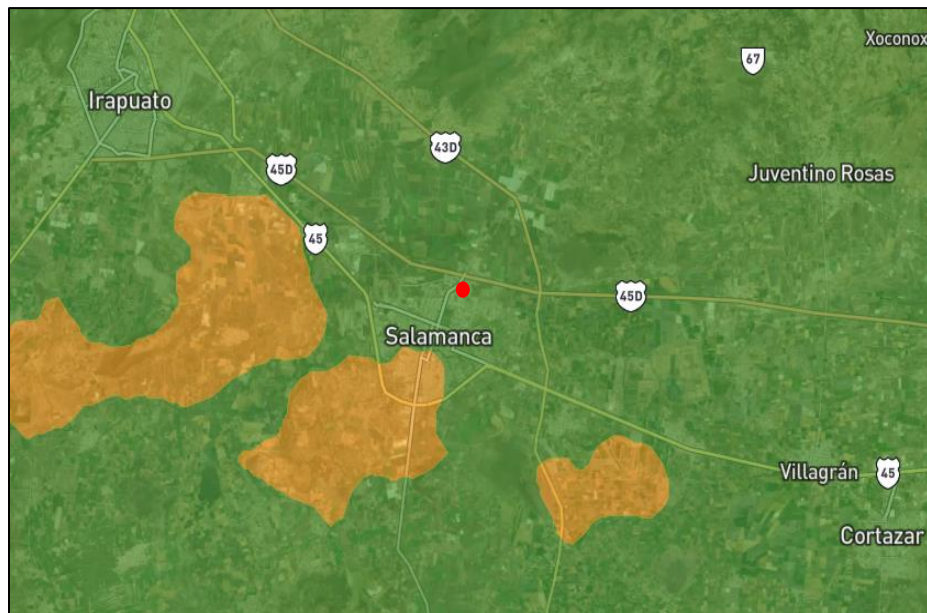 Xoconox
67
Irapuato
43D
45D
Juventino Rosas
45
45D
Salamanca
Villagrán
45
Cortazar